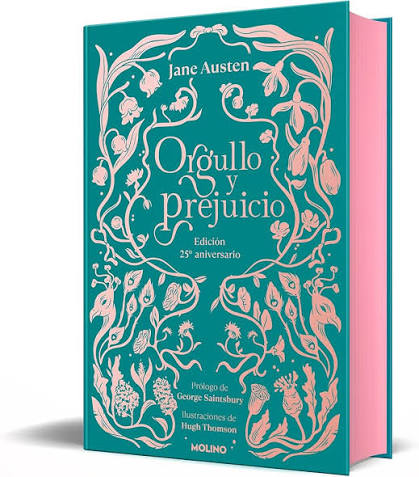 Jane Austen
Orgullo
y
prejuicio
Edición
25º aniversario
Prólogo de
George Saintsbury
Ilustraciones de
Hugh Thomson
MOLINO